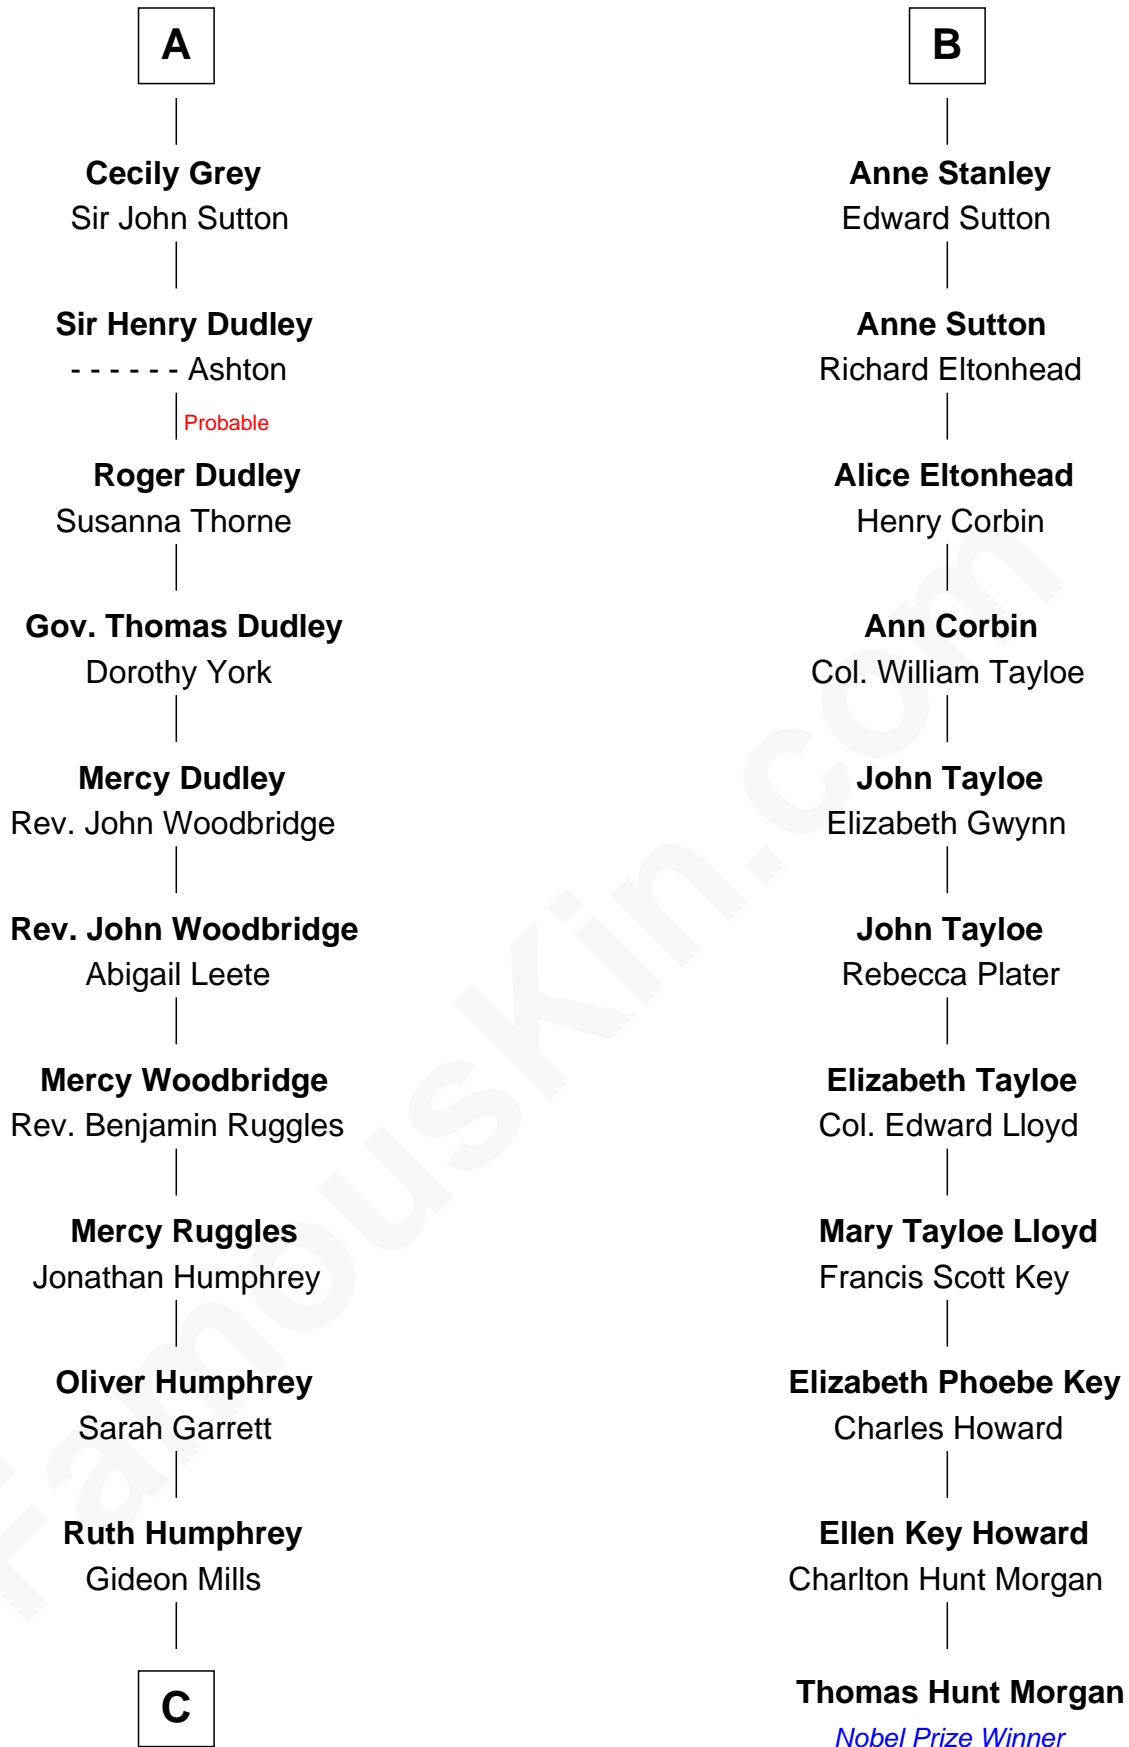 A
Cecily Grey
Sir John Sutton
Sir Henry Dudley
- - - - - - Ashton
Probable
Roger Dudley
Susanna Thorne
Gov. Thomas Dudley
Dorothy York
Mercy Dudley
Rev. John Woodbridge
Rev. John Woodbridge
Abigail Leete
Mercy Woodbridge
Rev. Benjamin Ruggles
Mercy Ruggles
Jonathan Humphrey
Oliver Humphrey
Sarah Garrett
Ruth Humphrey
Gideon Mills
C
B
Anne Stanley
Edward Sutton
Anne Sutton
Richard Eltonhead
Alice Eltonhead
Henry Corbin
Ann Corbin
Col. William Tayloe
John Tayloe
Elizabeth Gwynn
John Tayloe
Rebecca Plater
Elizabeth Tayloe
Col. Edward Lloyd
Mary Tayloe Lloyd
Francis Scott Key
Elizabeth Phoebe Key
Charles Howard
Ellen Key Howard
Charlton Hunt Morgan
Thomas Hunt Morgan
Nobel Prize Winner
FamousKin.com